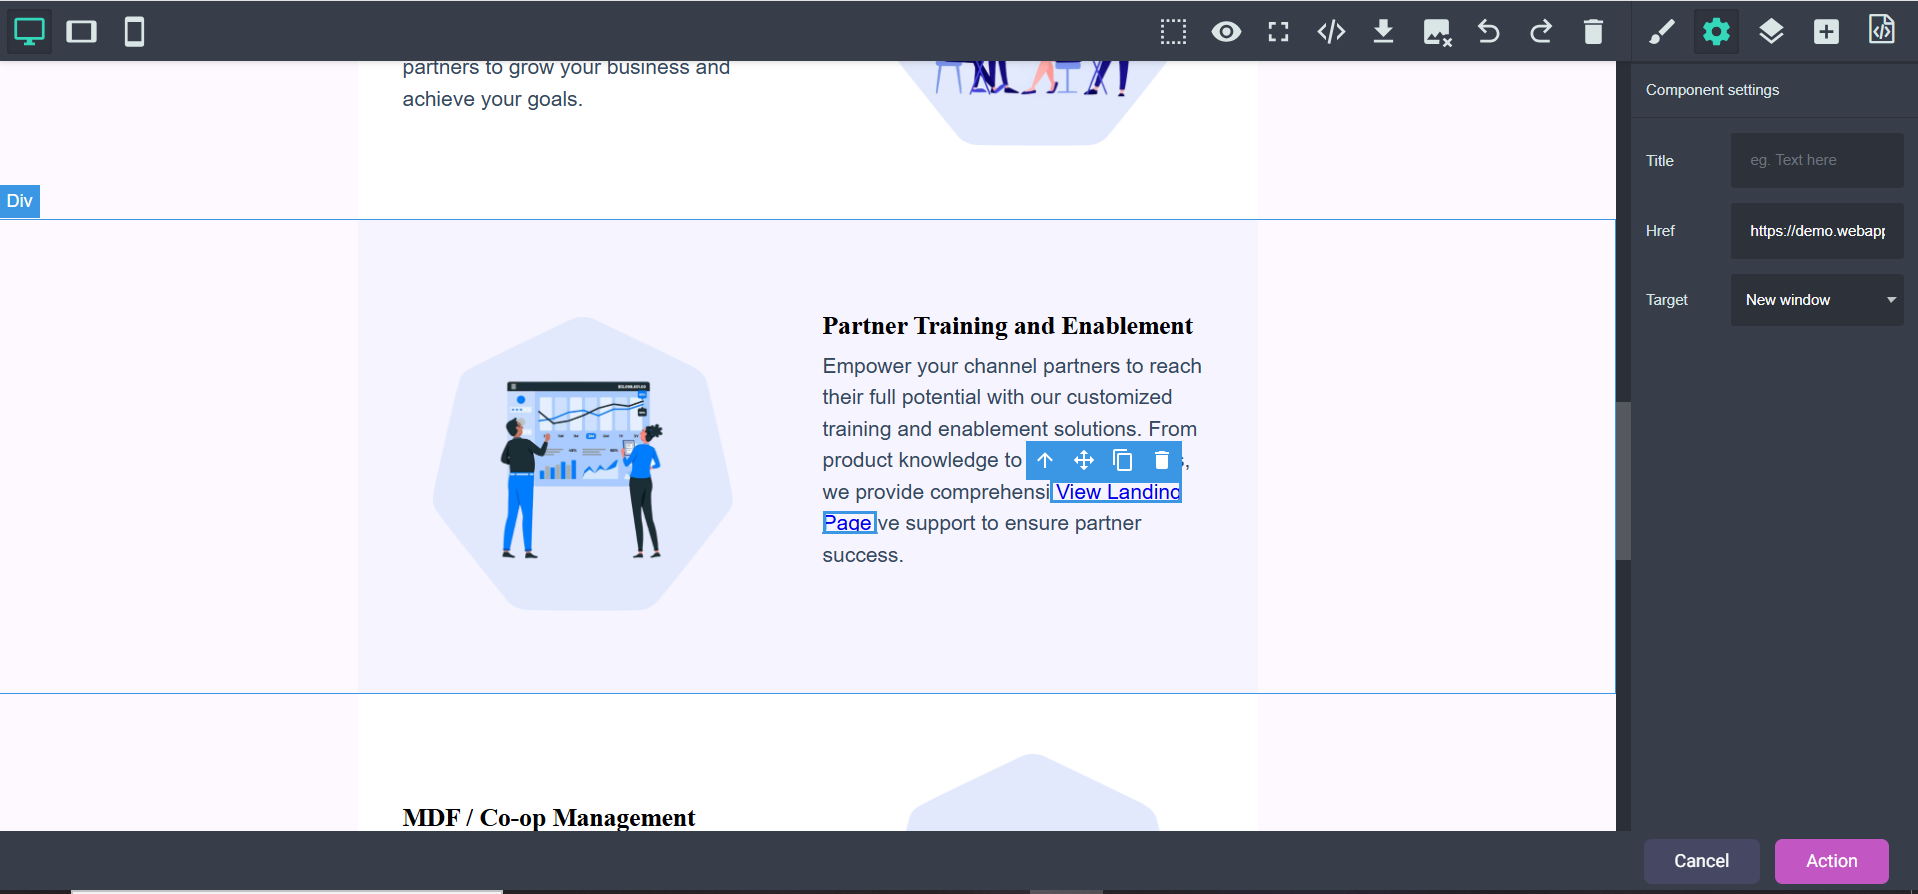 partners to grow your business and
achieve your goals.
Div
Partner Training and Enablement
Empower your channel partners to reach
their full potential with our customized
training and enablement solutions. From
product knowledge to
we provide comprehensi View Landing
Page ve support to ensure partner
success.
MDF / Co-op Management
Component settings
Title
eg. Text here
Href
https://demo.webapp
Target
New window
Cancel
Action